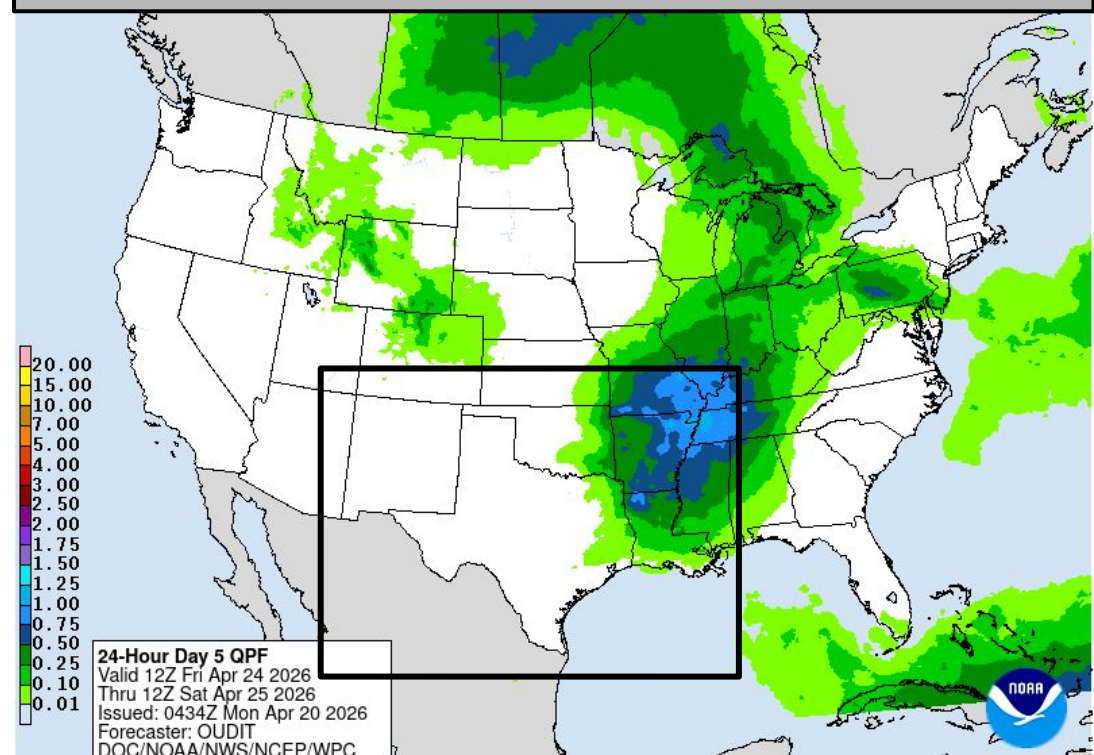 20.00
15.00
10.00
7.00
5.00
4.00
3.00
2.50
2.00
1.75
1.50
1.25
1.00
0.75
0.50
0.25
0.10
0.01
24-Hour Day 5 QPF
Valid 12Z Fri Apr 24 2026
Thru 12Z Sat Apr 25 2026
Issued: 0434Z Mon Apr 20 2026
Forecaster: OUDIT
DOC/NOAA/NWS/NCEP/WPC
NOAA